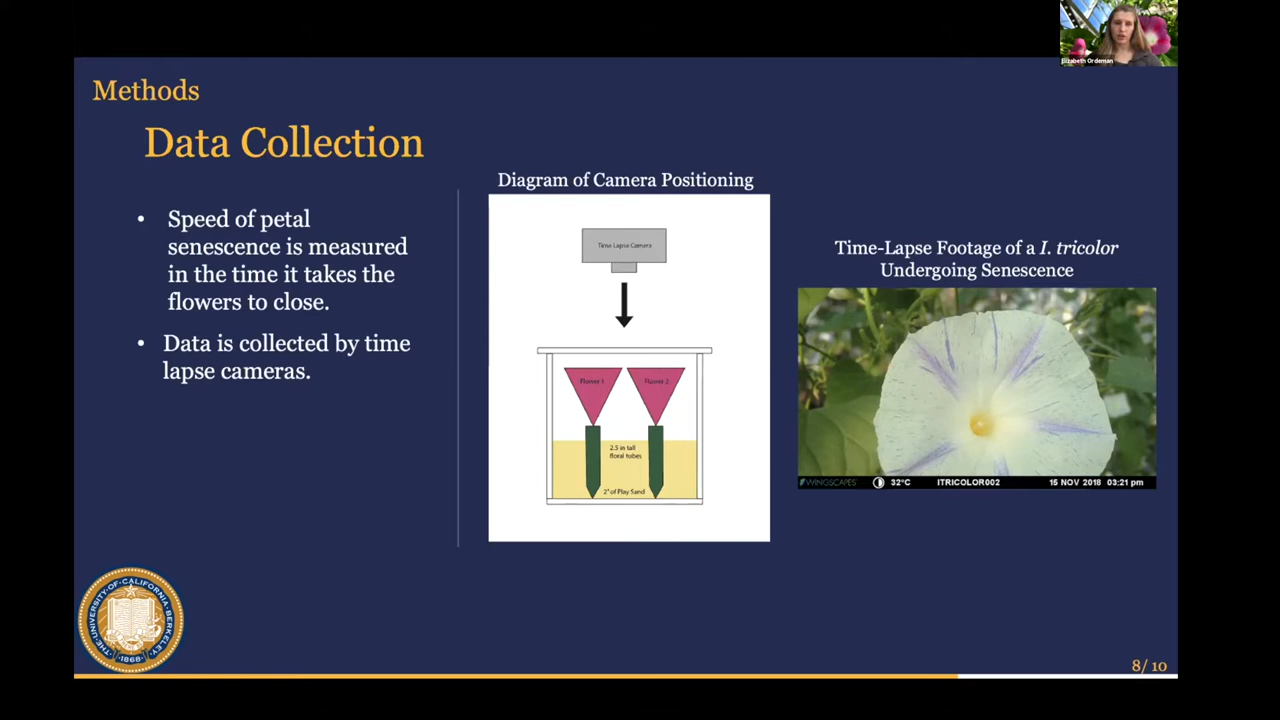 Elizabeth Ordeman
Methods
Data Collection
• Speed of petal
senescence is measured
in the time it takes the
flowers to close.
• Data is collected by time
lapse cameras.
Diagram of Camera Positioning
Time Lapse Camera
Flower 1
Flower 2
2.5 in tall
floral tubes
2" of Play Sand
Time-Lapse Footage of a I. tricolor
Undergoing Senescence
WINGSCAPES
32°C
ITRICOLOR002
15 NOV 2018 03:21 pm
THE·UNIVERSITY·OF·CALIFORNIA·BERKELEY
·1868·
8/ 10